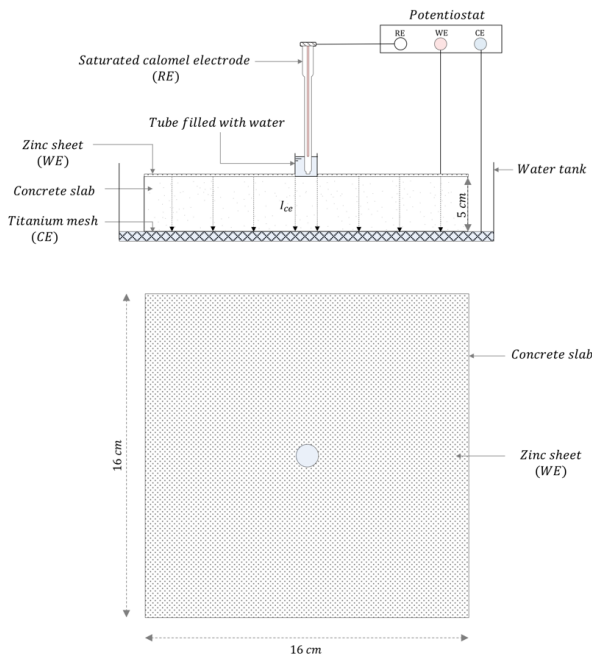 Potentiostat
RE WE CE
Saturated calomel electrode
(RE)
Tube filled with water
Zinc sheet
(WE)
Water tank
Concrete slab
I_ce
5 cm
Titanium mesh
(CE)
Concrete slab
16 cm
Zinc sheet
(WE)
16 cm